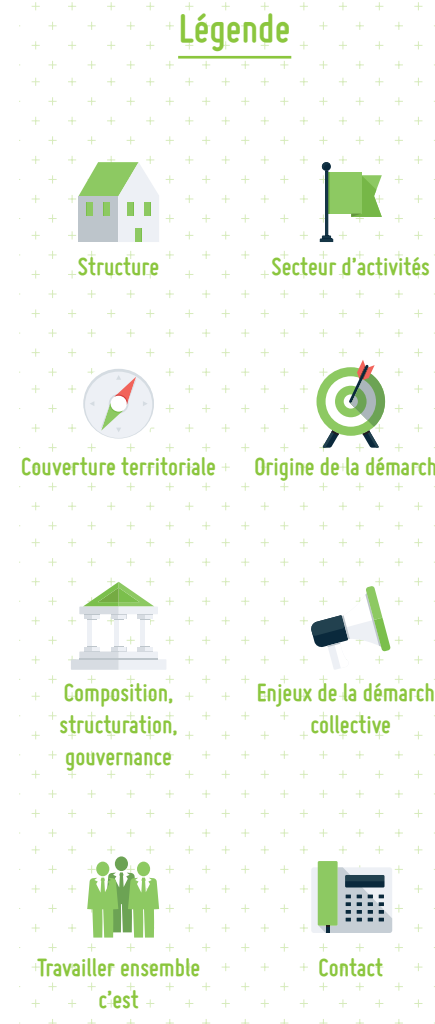 Légende
Structure
Secteur d'activités
Couverture territoriale
Origine de la démarch
Composition,
structuration,
gouvernance
Enjeux de la démarch
collective
Travailler ensemble
c'est
Contact